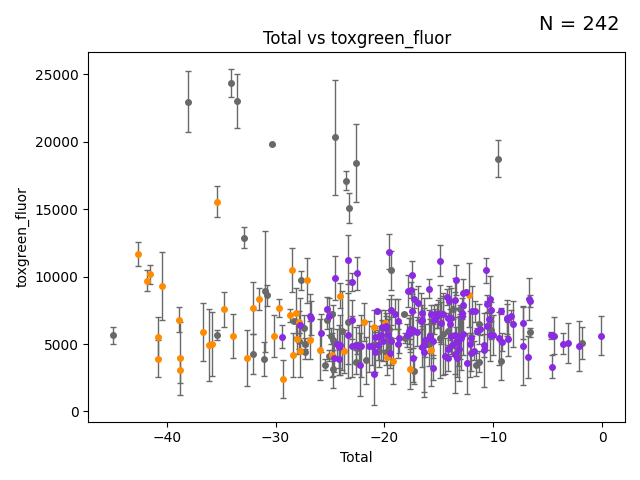 N = 242
Total vs toxgreen_fluor
25000
20000
15000
10000
5000
0
toxgreen_fluor
−40 −30 −20 −10 0
Total